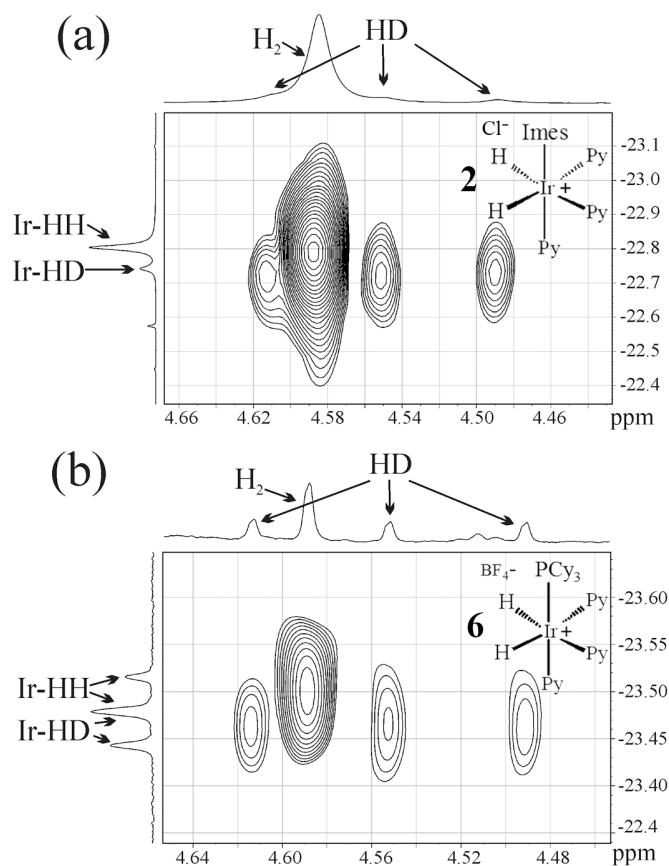 (a)
H₂
HD
Ir-HH
Ir-HD
Cl⁻
Imes
H
Py
2
Ir +
H
Py
Py
-23.1
-23.0
-22.9
-22.8
-22.7
-22.6
-22.5
-22.4
4.66 4.62 4.58 4.54 4.50 4.46 ppm
(b)
H₂
HD
Ir-HH
Ir-HD
BF₄-
PCy₃
H
Py
6
Ir +
H
Py
Py
-23.60
-23.55
-23.50
-23.45
-23.40
-22.4
4.64 4.60 4.56 4.52 4.48 ppm